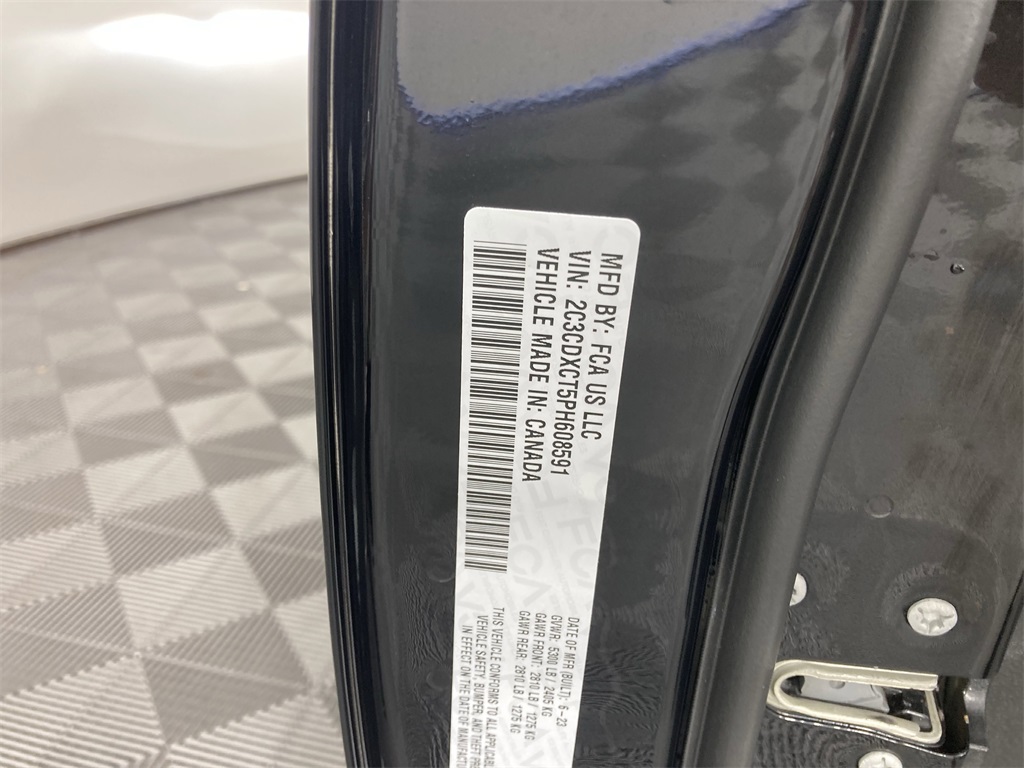 MFD BY: FCA US LLC
VIN: 2C3CDXCT5PH608591
VEHICLE MADE IN: CANADA
DATE OF MFR (BUILT): 6-23
GVWR: 5300 LB / 2405 KG
GAWR FRONT: 2810 LB / 1275 KG
GAWR REAR: 2810 LB / 1275 KG
THIS VEHICLE CONFORMS TO ALL APPLICABLE
VEHICLE SAFETY, BUMPER, AND THEFT
IN EFFECT ON THE DATE OF